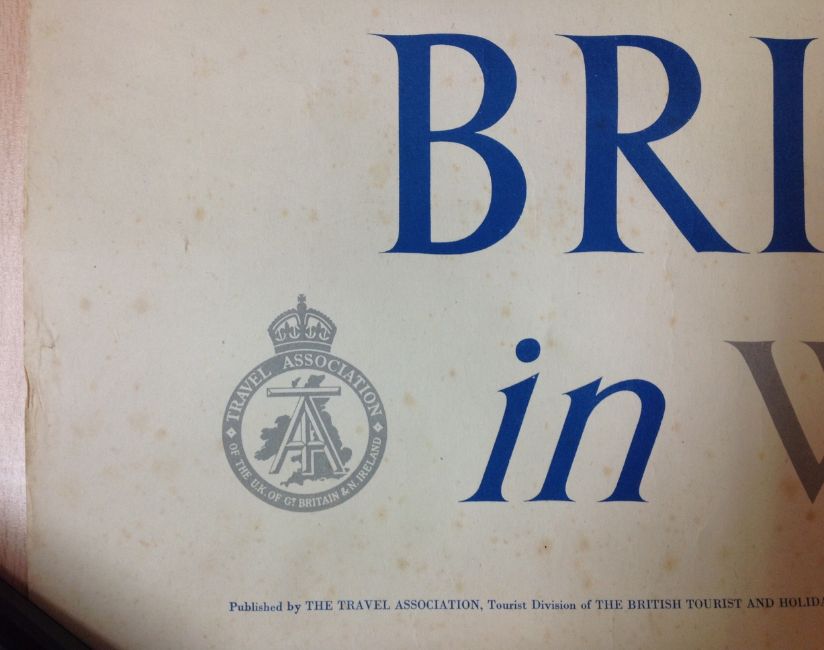 BRI
in
TRAVEL ASSOCIATION
OF THE U.K. OF GT BRITAIN & N. IRELAND
TA
Published by THE TRAVEL ASSOCIATION, Tourist Division of THE BRITISH TOURIST AND HOLIDA